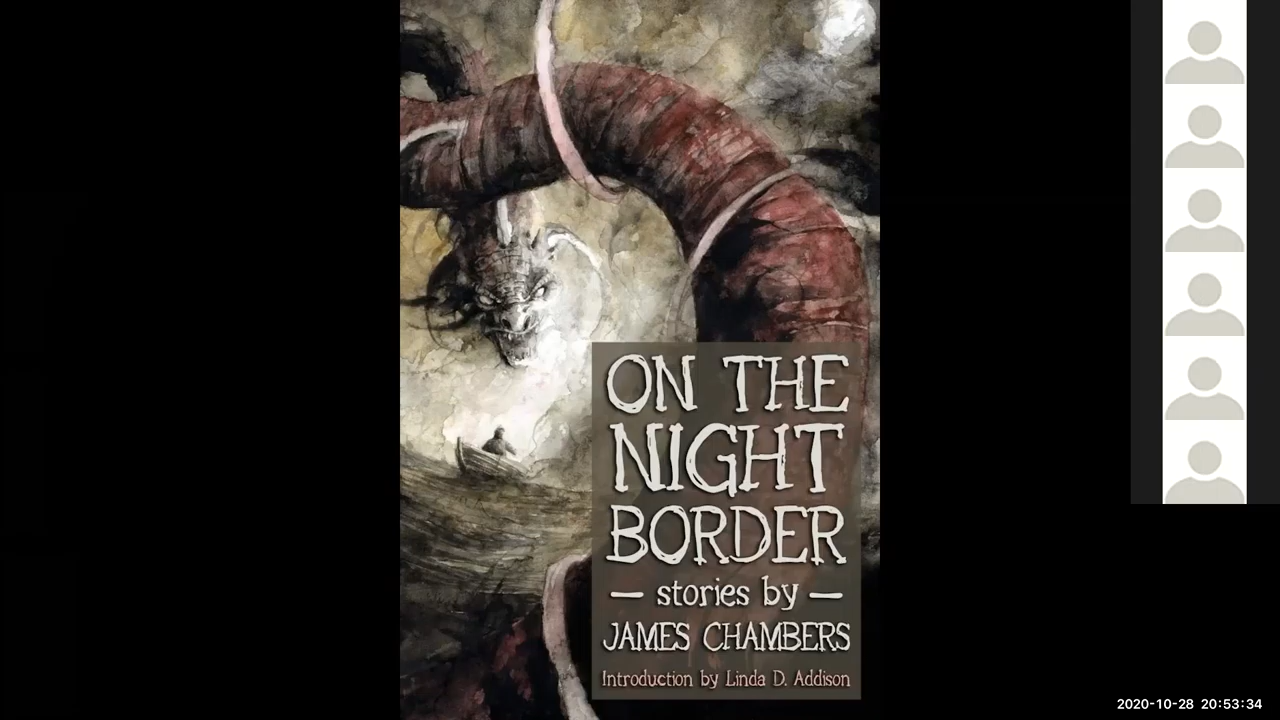 ON THE
NIGHT
BORDER
— stories by —
JAMES CHAMBERS
Introduction by Linda D. Addison
2020-10-28 20:53:34